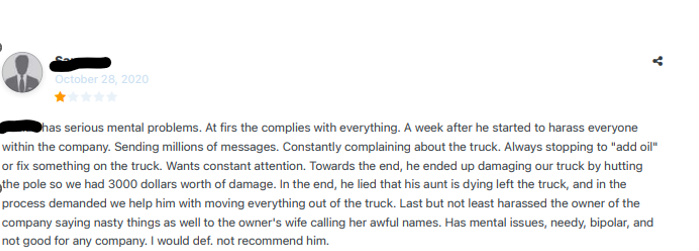 October 28, 2020
has serious mental problems. At firs the complies with everything. A week after he started to harass everyone
within the company. Sending millions of messages. Constantly complaining about the truck. Always stopping to "add oil"
or fix something on the truck. Wants constant attention. Towards the end, he ended up damaging our truck by hutting
the pole so we had 3000 dollars worth of damage. In the end, he lied that his aunt is dying left the truck, and in the
process demanded we help him with moving everything out of the truck. Last but not least harassed the owner of the
company saying nasty things as well to the owner's wife calling her awful names. Has mental issues, needy, bipolar, and
not good for any company. I would def. not recommend him.